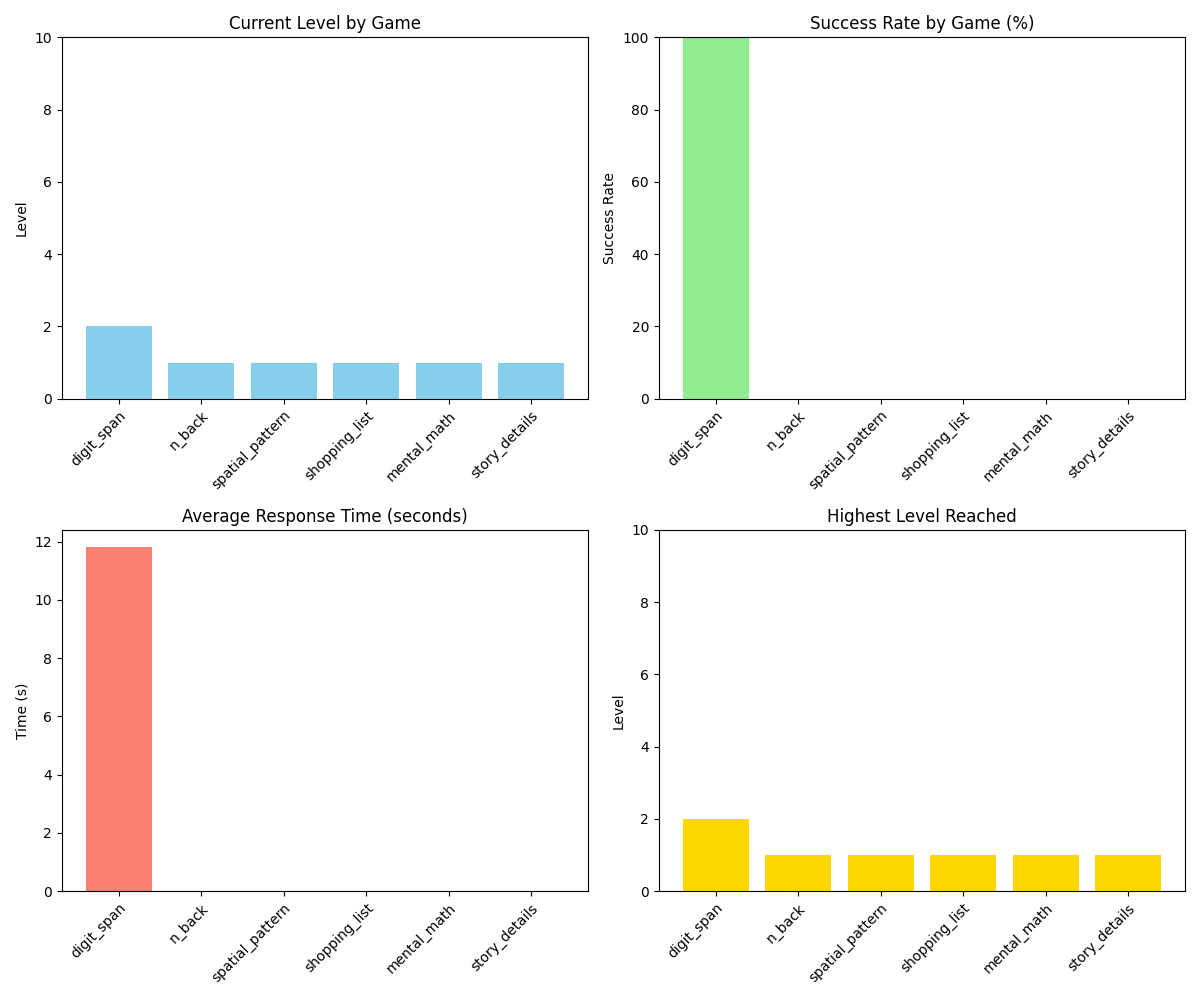 Current Level by Game
Level
10
8
6
4
2
0
digit_span
n_back
spatial_pattern
shopping_list
mental_math
story_details
Success Rate by Game (%)
Success Rate
100
80
60
40
20
0
digit_span
n_back
spatial_pattern
shopping_list
mental_math
story_details
Average Response Time (seconds)
Time (s)
12
10
8
6
4
2
0
digit_span
n_back
spatial_pattern
shopping_list
mental_math
story_details
Highest Level Reached
Level
10
8
6
4
2
0
digit_span
n_back
spatial_pattern
shopping_list
mental_math
story_details